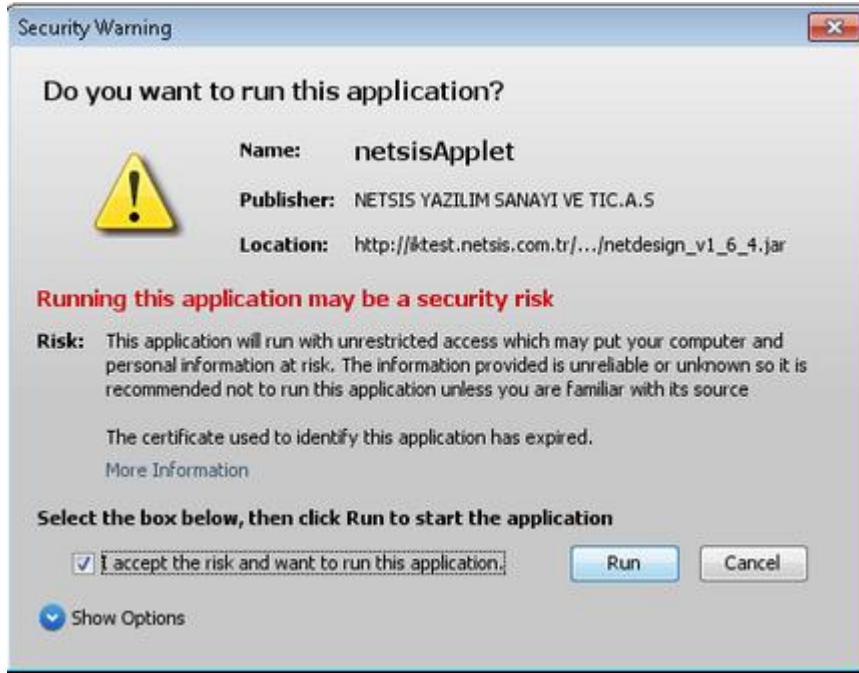 Security Warning
Do you want to run this application?
Name: netsisApplet
Publisher: NETSIS YAZILIM SANAYI VE TIC.A.S
Location: http://iktest.netsis.com.tr/.../netdesign_v1_6_4.jar
Running this application may be a security risk
Risk: This application will run with unrestricted access which may put your computer and
personal information at risk. The information provided is unreliable or unknown so it is
recommended not to run this application unless you are familiar with its source
The certificate used to identify this application has expired.
More Information
Select the box below, then click Run to start the application
I accept the risk and want to run this application.
Run Cancel
Show Options